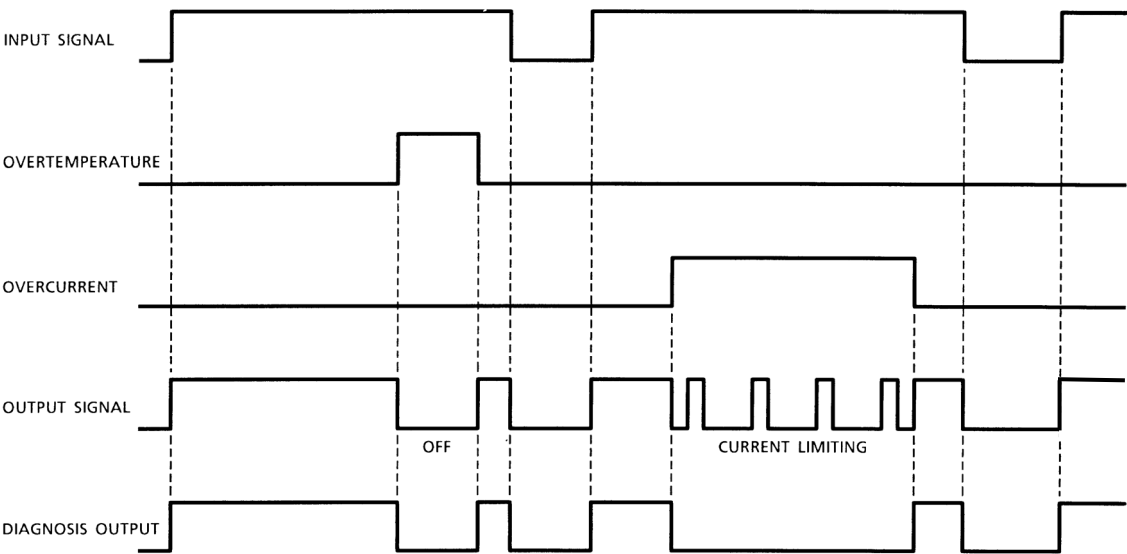 INPUT SIGNAL
OVERTEMPERATURE
OVERCURRENT
OUTPUT SIGNAL
OFF
CURRENT LIMITING
DIAGNOSIS OUTPUT